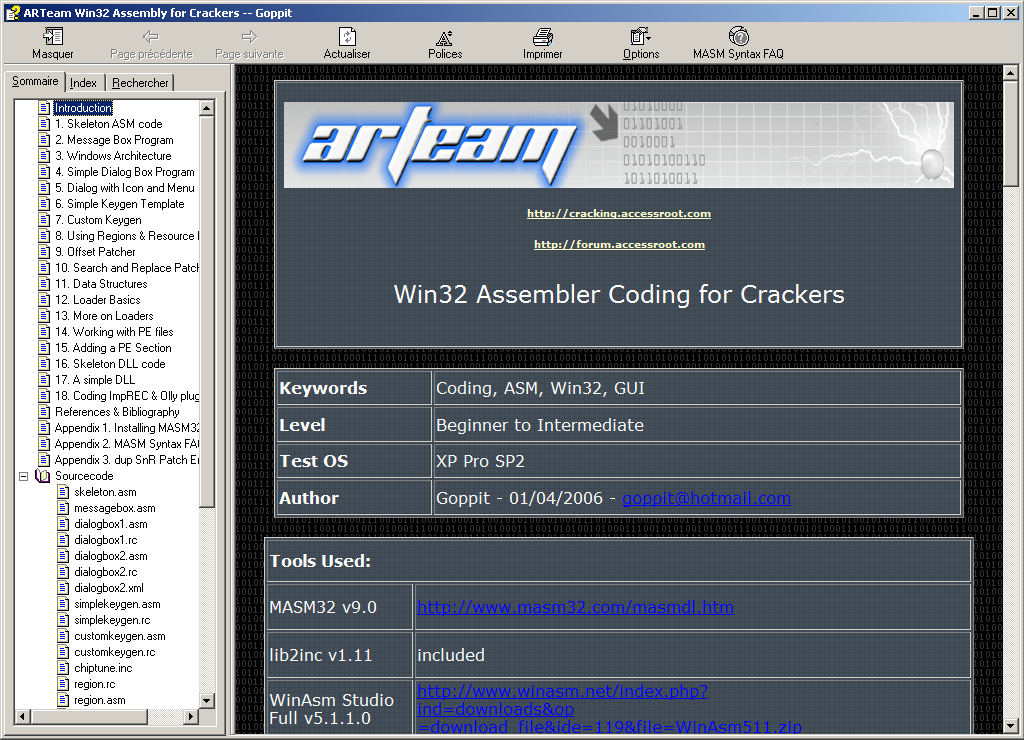 ARTeam Win32 Assembly for Crackers -- Goppit
Masquer
Page précédente
Page suivante
Actualiser
Polices
Imprimer
Options
MASM Syntax FAQ
Sommaire
Index
Rechercher
Introduction
1. Skeleton ASM code
2. Message Box Program
3. Windows Architecture
4. Simple Dialog Box Program
5. Dialog with Icon and Menu
6. Simple Keygen Template
7. Custom Keygen
8. Using Regions & Resource
9. Offset Patcher
10. Search and Replace Patch
11. Data Structures
12. Loader Basics
13. More on Loaders
14. Working with PE files
15. Adding a PE Section
16. Skeleton DLL code
17. A simple DLL
18. Coding ImpREC & Olly plug
References & Bibliography
Appendix 1. Installing MASM32
Appendix 2. MASM Syntax FA
Appendix 3. dup SnR Patch E
Sourcecode
skeleton.asm
messagebox.asm
dialogbox1.asm
dialogbox1.rc
dialogbox2.asm
dialogbox2.rc
dialogbox2.xml
simplekeygen.asm
simplekeygen.rc
customkeygen.asm
customkeygen.rc
chiptune.inc
region.rc
region.asm
arteam
01010000
01101001
0010001
01010100110
1011010011
http://cracking.accessroot.com
http://forum.accessroot.com
Win32 Assembler Coding for Crackers
Keywords Coding, ASM, Win32, GUI
Level Beginner to Intermediate
Test OS XP Pro SP2
Author Goppit - 01/04/2006 - goppit@hotmail.com
Tools Used:
MASM32 v9.0 http://www.masm32.com/masmdl.htm
lib2inc v1.11 included
WinAsm Studio
Full v5.1.1.0
http://www.winasm.net/index.php?
ind=downloads&op
=download_file&ide=119&file=WinAsm511.zip